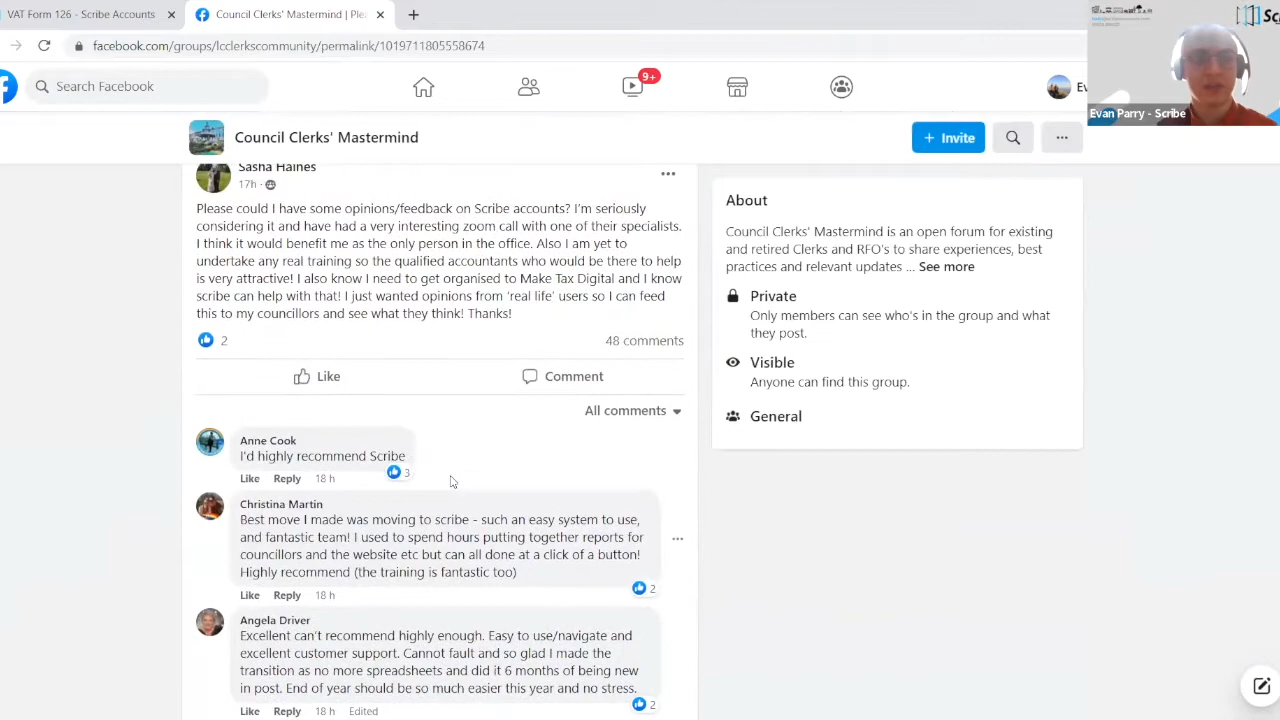 VAT Form 126 - Scribe Accounts
Council Clerks' Mastermind | Ple
facebook.com/groups/lcclerkscommunity/permalink/1019711805558674
Search Facebook
9+
Ev
Evan Parry - Scribe
Council Clerks' Mastermind
+ Invite
Sasha Haines
17h ·
Please could I have some opinions/feedback on Scribe accounts? I'm seriously
considering it and have had a very interesting zoom call with one of their specialists.
I think it would benefit me as the only person in the office. Also I am yet to
undertake any real training so the qualified accountants who would be there to help
is very attractive! I also know I need to get organised to Make Tax Digital and I know
scribe can help with that! I just wanted opinions from 'real life' users so I can feed
this to my councillors and see what they think! Thanks!
2
48 comments
Like
Comment
All comments
Anne Cook
I'd highly recommend Scribe
3
Like Reply 18 h
Christina Martin
Best move I made was moving to scribe - such an easy system to use,
and fantastic team! I used to spend hours putting together reports for
councillors and the website etc but can all done at a click of a button!
Highly recommend (the training is fantastic too)
2
Like Reply 18 h
Angela Driver
Excellent can't recommend highly enough. Easy to use/navigate and
excellent customer support. Cannot fault and so glad I made the
transition as no more spreadsheets and did it 6 months of being new
in post. End of year should be so much easier this year and no stress.
2
Like Reply 18 h Edited
About
Council Clerks' Mastermind is an open forum for existing
and retired Clerks and RFO's to share experiences, best
practices and relevant updates ... See more
Private
Only members can see who's in the group and what
they post.
Visible
Anyone can find this group.
General